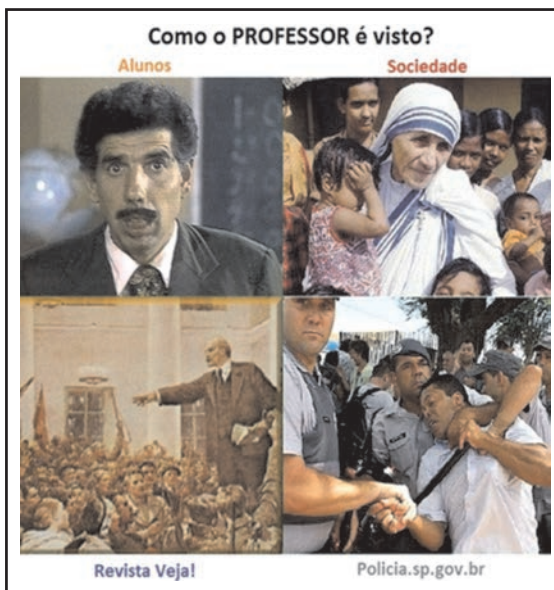 Como o PROFESSOR é visto?
Alunos
Sociedade
Revista Veja!
Policia.sp.gov.br